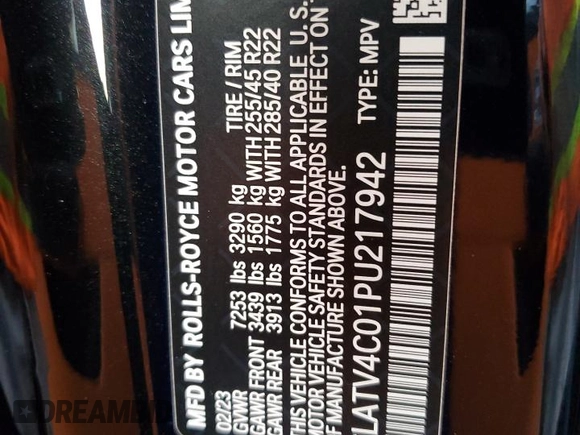 MFD BY ROLLS-ROYCE MOTOR CARS LIM
02/23 TIRE / RIM
GVWR 7253 lbs 3290 kg
GAWR FRONT 3439 lbs 1560 kg WITH 255/45 R22
GAWR REAR 3913 lbs 1775 kg WITH 285/40 R22
THIS VEHICLE CONFORMS TO ALL APPLICABLE U. S.
MOTOR VEHICLE SAFETY STANDARDS IN EFFECT ON
F MANUFACTURE SHOWN ABOVE.
LATV4C01PU217942 TYPE: MPV
DREAMBID